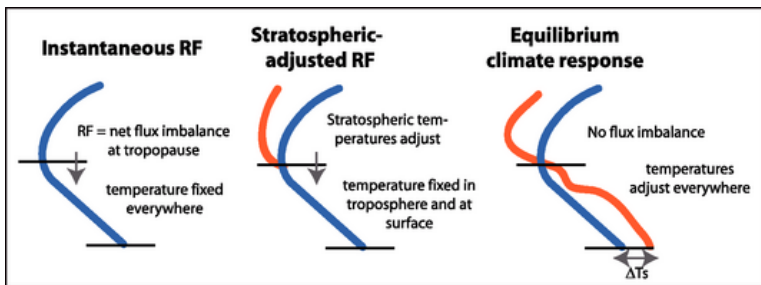 Instantaneous RF
RF = net flux imbalance
at tropopause
temperature fixed
everywhere
Stratospheric-
adjusted RF
Stratospheric tem-
peratures adjust
temperature fixed in
troposphere and at
surface
Equilibrium
climate response
No flux imbalance
temperatures
adjust everywhere
ΔTs